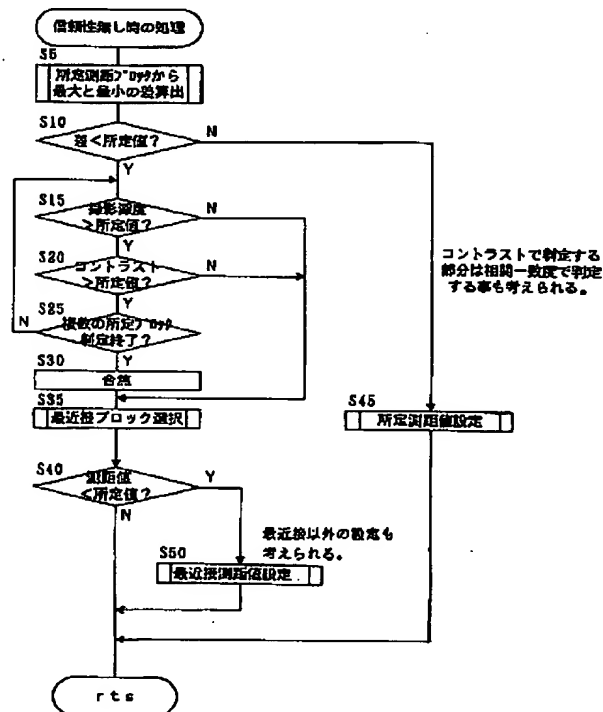 信頼性無し時の処理
S5
所定測距ブロックから
最大と最小の差算出
S10
差<所定値?
N
Y
S15
撮影深度
>所定値?
N
Y
S20
コントラスト
>所定値?
N
Y
S25
複数の所定ブロック
判定終了?
N
Y
S30
合焦
S35
最近接ブロック選択
S40
測距値
<所定値?
Y
N
最近接以外の設定も
考えられる。
S50
最近接測距値設定
コントラストで判定する
部分は相関一致度で判定
する事も考えられる。
S45
所定測距値設定
rts